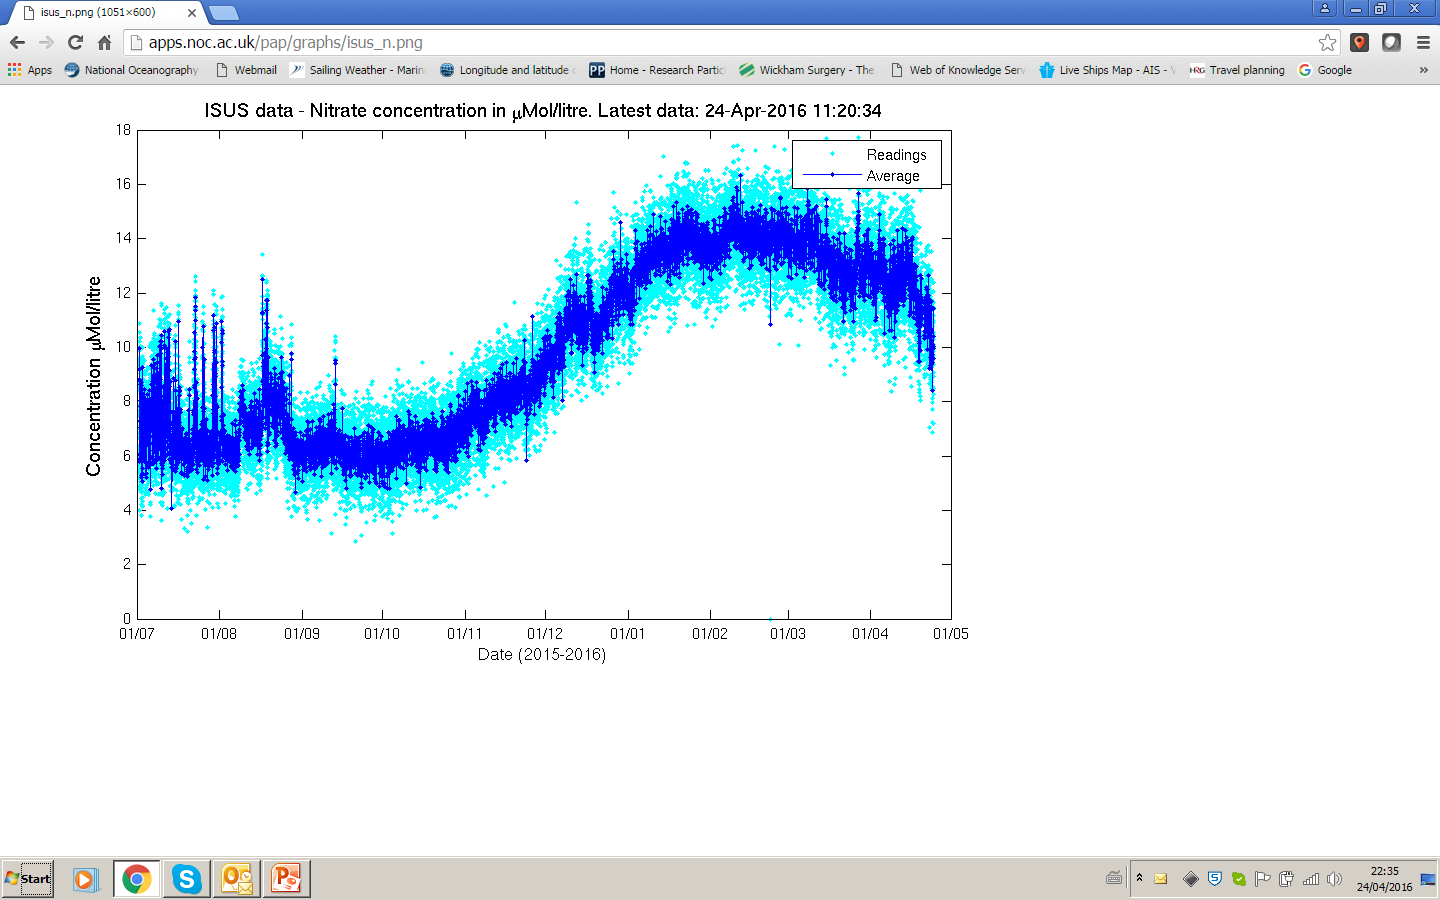 isus_n.png (1051×600)
apps.noc.ac.uk/pap/graphs/isus_n.png
Apps National Oceanography Webmail Sailing Weather - Marin Longitude and latitude PP Home - Research Partici Wickham Surgery - The Web of Knowledge Serv Live Ships Map - AIS - HRG Travel planning Google »
ISUS data - Nitrate concentration in μMol/litre. Latest data: 24-Apr-2016 11:20:34
Readings
Average
Concentration μMol/litre
18
16
14
12
10
8
6
4
2
0
01/07 01/08 01/09 01/10 01/11 01/12 01/01 01/02 01/03 01/04 01/05
Date (2015-2016)
Start
22:35
24/04/2016